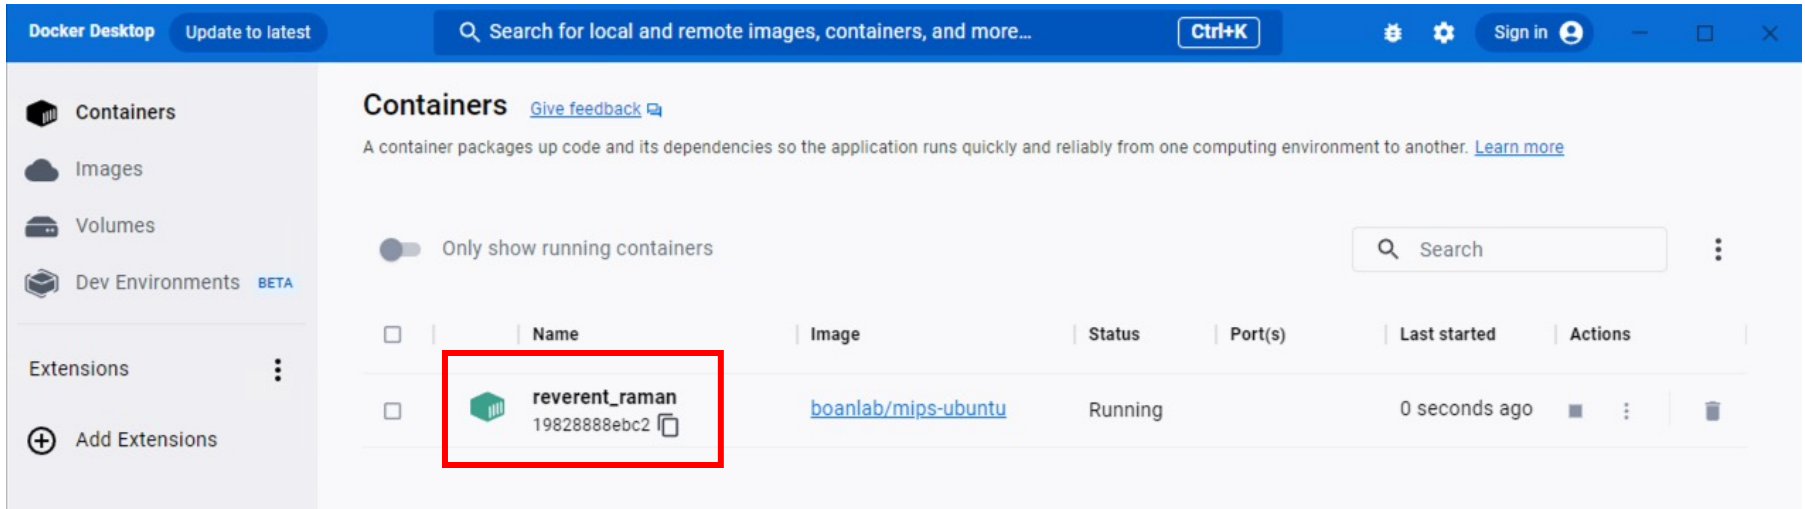 Docker Desktop Update to latest Search for local and remote images, containers, and more... Ctrl+K Sign in
Containers
Images
Volumes
Dev Environments BETA
Extensions
Add Extensions
Containers Give feedback
A container packages up code and its dependencies so the application runs quickly and reliably from one computing environment to another. Learn more
Only show running containers Search
Name Image Status Port(s) Last started Actions
reverent_raman boanlab/mips-ubuntu Running 0 seconds ago
19828888ebc2